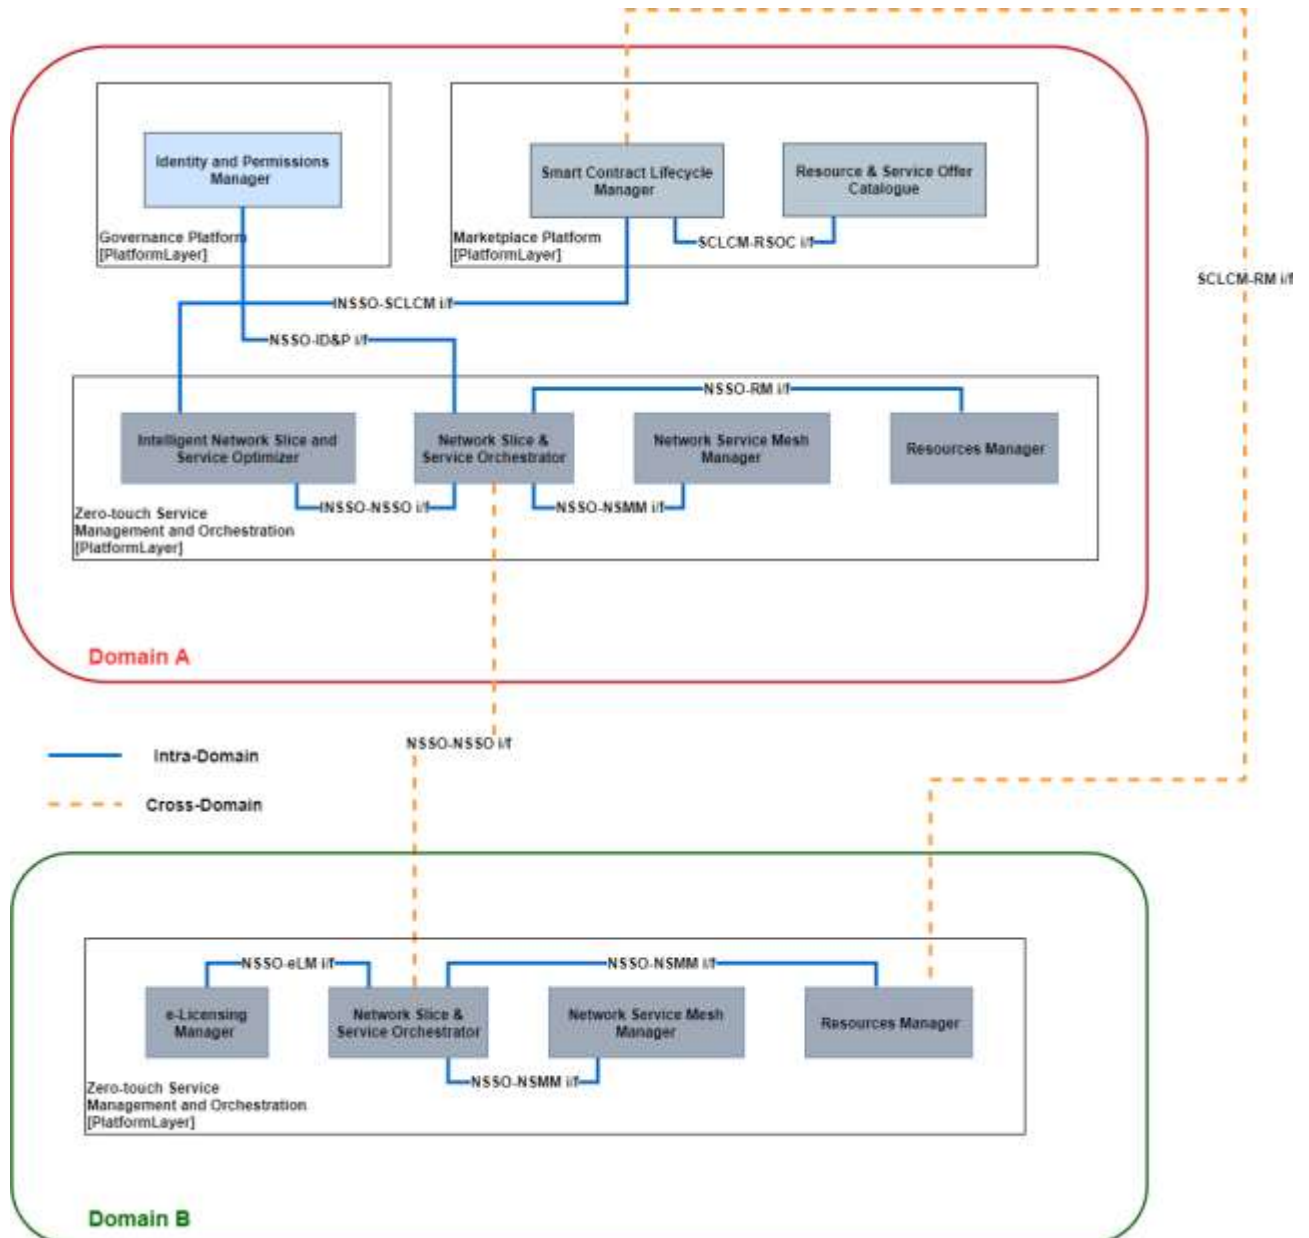 Identity and Permissions
Manager
Governance Platform
[PlatformLayer]
Smart Contract Lifecycle
Manager
Resource & Service Offer
Catalogue
SCLCM-RSOC i/f
Marketplace Platform
[PlatformLayer]
SCLCM-RM i/f
INSSO-SCLCM i/f
NSSO-ID&P i/f
NSSO-RM i/f
Intelligent Network Slice and
Service Optimizer
Network Slice &
Service Orchestrator
Network Service Mesh
Manager
Resources Manager
INSSO-NSSO i/f
NSSO-NSMM i/f
Zero-touch Service
Management and Orchestration
[PlatformLayer]
Domain A
NSSO-NSSO i/f
Intra-Domain
Cross-Domain
NSSO-eLM i/f
NSSO-NSMM i/f
e-Licensing
Manager
Network Slice &
Service Orchestrator
Network Service Mesh
Manager
Resources Manager
NSSO-NSMM i/f
Zero-touch Service
Management and Orchestration
[PlatformLayer]
Domain B